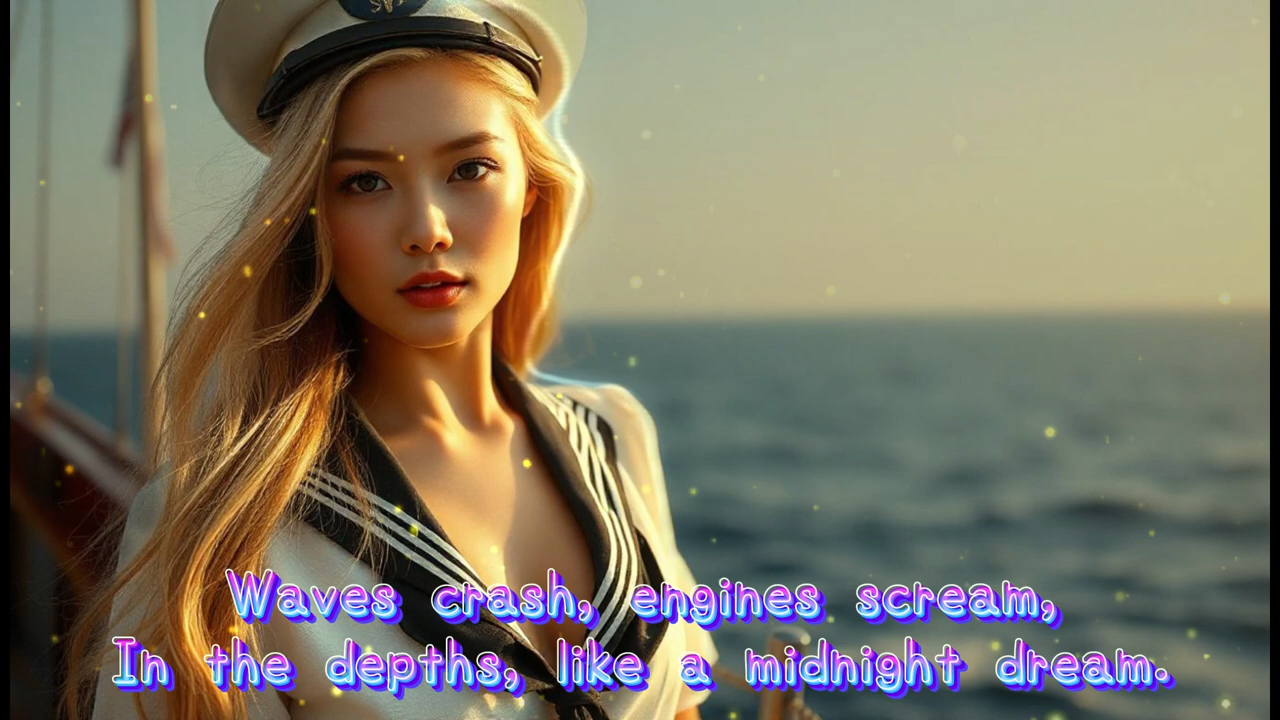 Waves crash, engines scream,
In the depths, like a midnight dream.